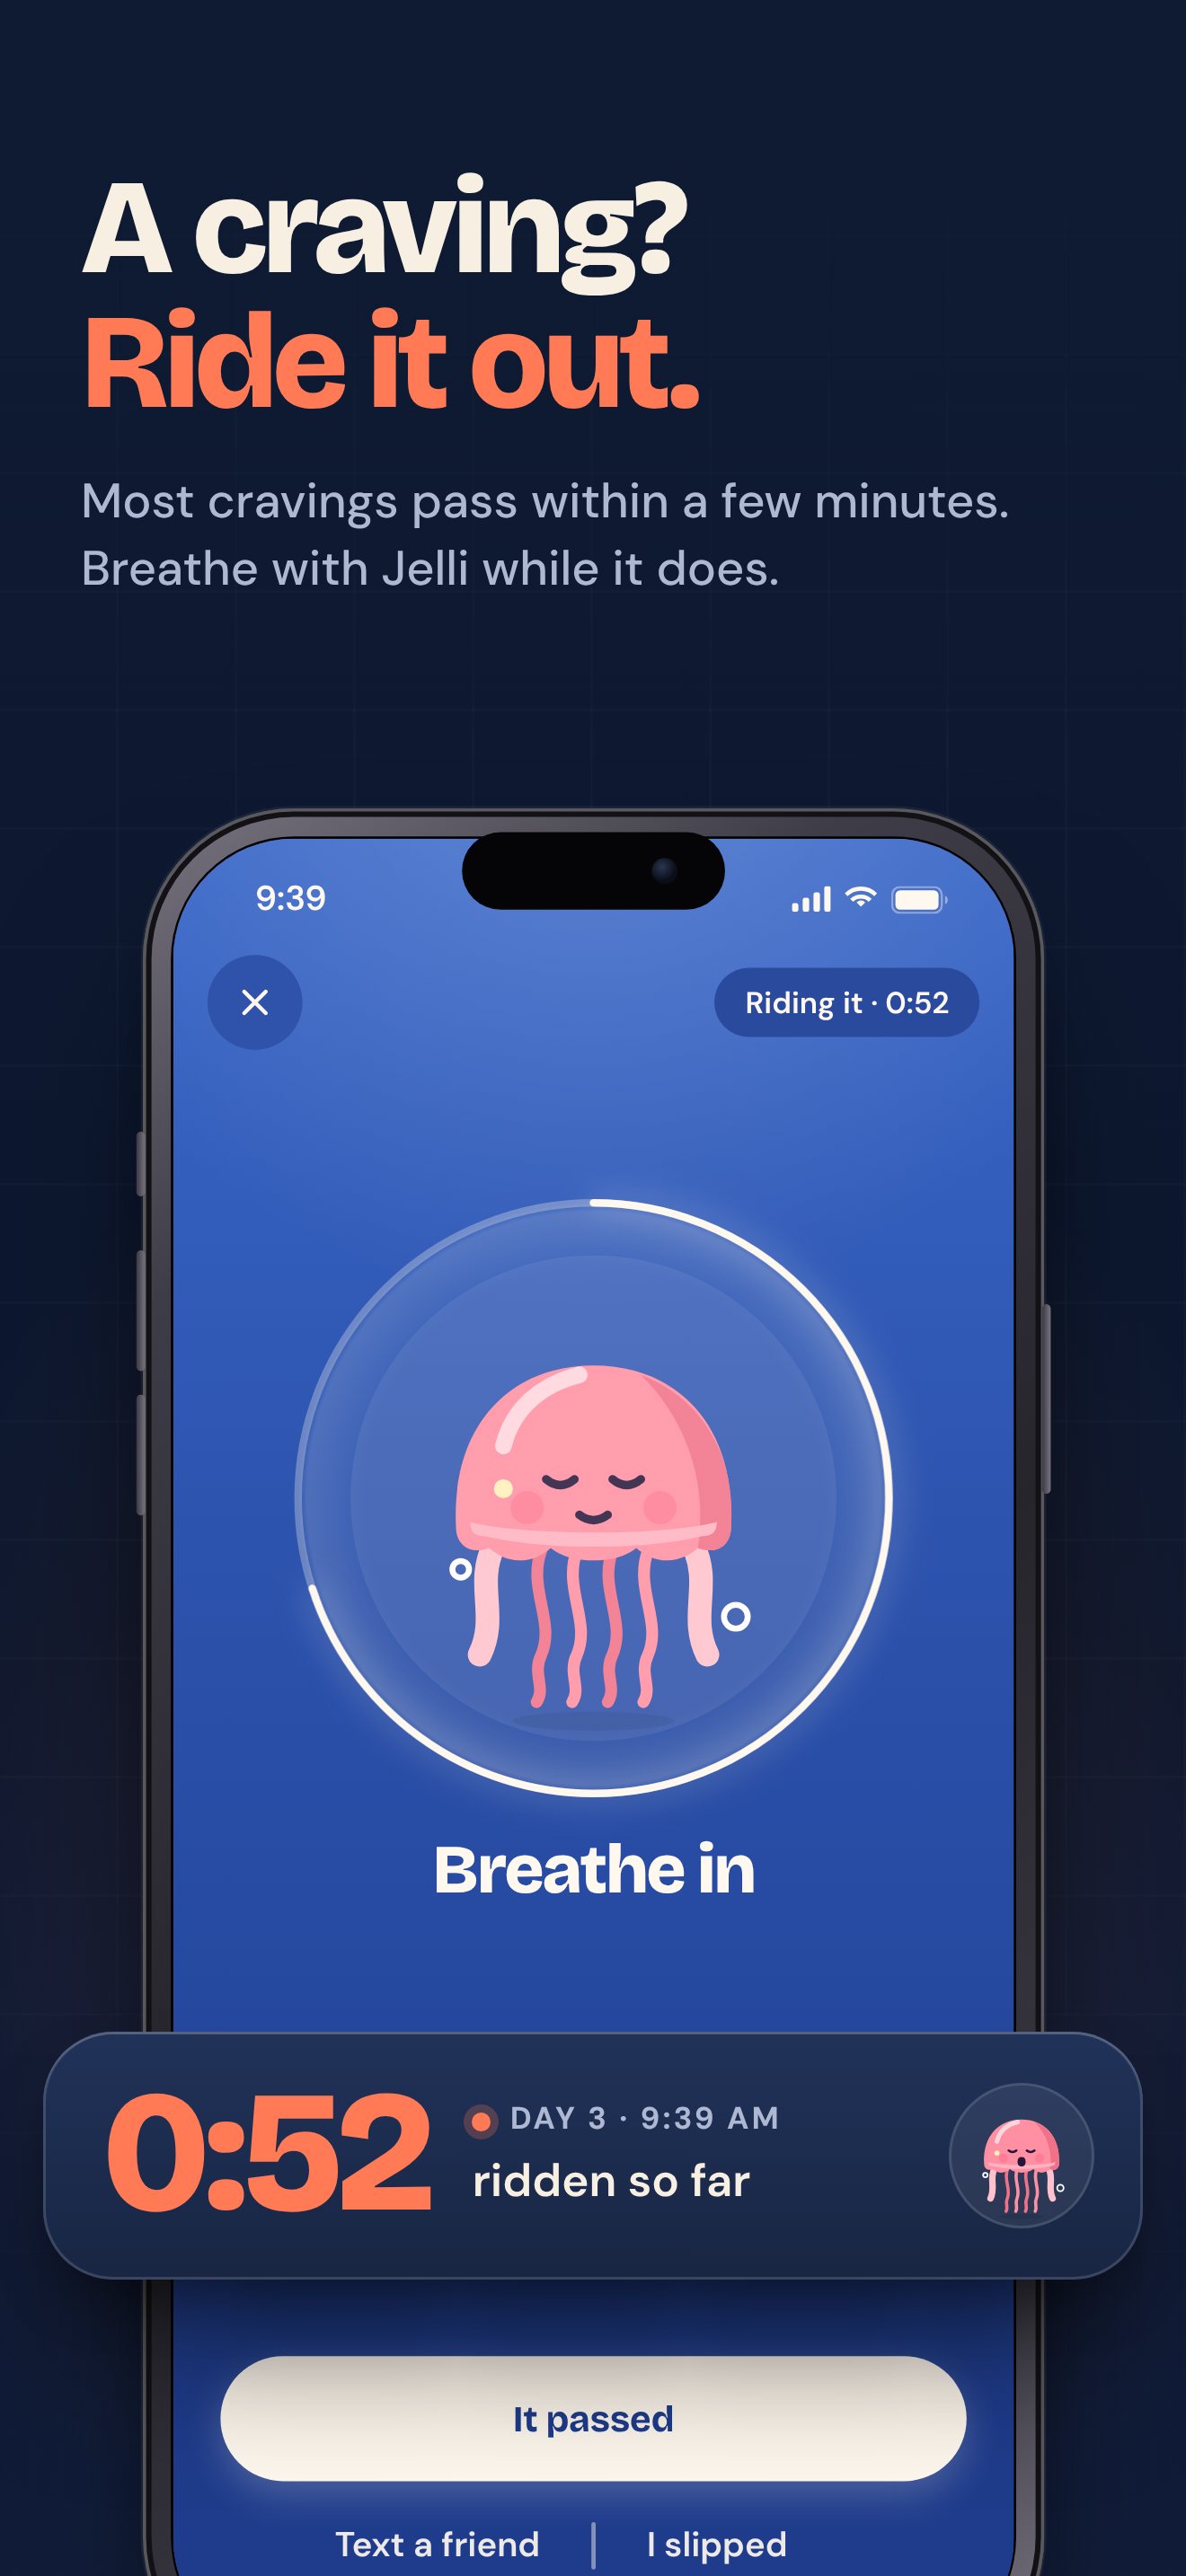 A craving?
Ride it out.
Most cravings pass within a few minutes.
Breathe with Jelli while it does.
9:39
Riding it · 0:52
Breathe in
0:52
DAY 3 · 9:39 AM
ridden so far
It passed
Text a friend
I slipped